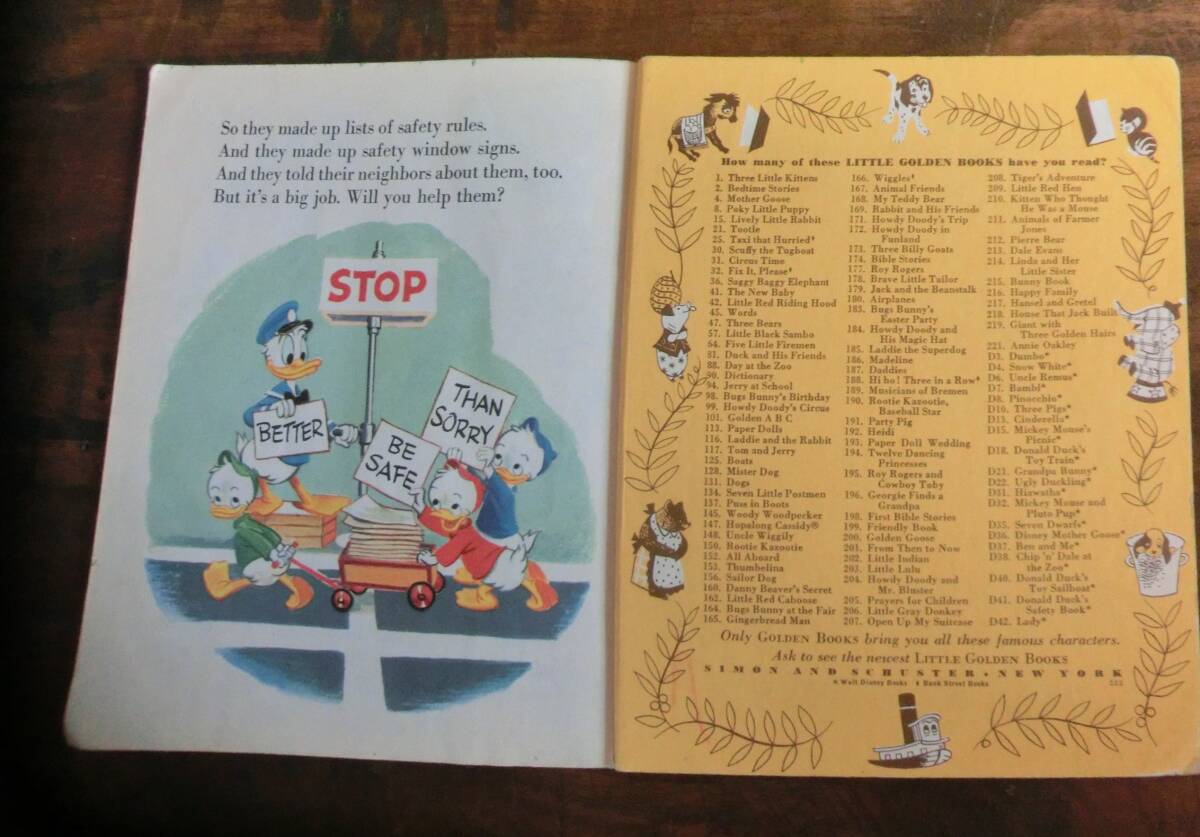 So they made up lists of safety rules.
And they made up safety window signs.
And they told their neighbors about them, too.
But it's a big job. Will you help them?
STOP
BETTER
BE
SAFE
THAN
SORRY
How many of these LITTLE GOLDEN BOOKS have you read?
1. Three Little Kittens
2. Bedtime Stories
4. Mother Goose
8. Poky Little Puppy
15. Lively Little Rabbit
21. Tootle
25. Taxi that Hurried†
30. Scuffy the Tugboat
31. Circus Time
32. Fix It, Please†
36. Saggy Baggy Elephant
41. The New Baby
42. Little Red Riding Hood
45. Words
47. Three Bears
57. Little Black Sambo
64. Five Little Firemen
81. Duck and His Friends
88. Day at the Zoo
90. Dictionary
94. Jerry at School
98. Bugs Bunny's Birthday
99. Howdy Doody's Circus
101. Golden A B C
113. Paper Dolls
116. Laddie and the Rabbit
117. Tom and Jerry
125. Boats
128. Mister Dog
131. Dogs
134. Seven Little Postmen
137. Puss in Boots
145. Woody Woodpecker
147. Hopalong Cassidy®
148. Uncle Wiggily
150. Rootie Kazootie
152. All Aboard
153. Thumbelina
156. Sailor Dog
160. Danny Beaver's Secret
162. Little Red Caboose
164. Bugs Bunny at the Fair
165. Gingerbread Man
166. Wiggles†
167. Animal Friends
168. My Teddy Bear
169. Rabbit and His Friends
171. Howdy Doody's Trip
172. Howdy Doody in
Funland
173. Three Billy Goats
174. Bible Stories
177. Roy Rogers
178. Brave Little Tailor
179. Jack and the Beanstalk
180. Airplanes
183. Bugs Bunny's
Easter Party
184. Howdy Doody and
His Magic Hat
185. Laddie the Superdog
186. Madeline
187. Daddies
188. Hi ho! Three in a Row†
189. Musicians of Bremen
190. Rootie Kazootie,
Baseball Star
191. Party Pig
192. Heidi
193. Paper Doll Wedding
194. Twelve Dancing
Princesses
195. Roy Rogers and
Cowboy Toby
196. Georgie Finds a
Grandpa
198. First Bible Stories
199. Friendly Book
200. Golden Goose
201. From Then to Now
202. Little Indian
203. Little Lulu
204. Howdy Doody and
Mr. Bluster
205. Prayers for Children
206. Little Gray Donkey
207. Open Up My Suitcase
208. Tiger's Adventure
209. Little Red Hen
210. Kitten Who Thought
He Was a Mouse
211. Animals of Farmer
Jones
212. Pierre Bear
213. Dale Evans
214. Linda and Her
Little Sister
215. Bunny Book
216. Happy Family
217. Hansel and Gretel
218. House That Jack Built
219. Giant with
Three Golden Hairs
221. Annie Oakley
D3. Dumbo*
D4. Snow White*
D6. Uncle Remus*
D7. Bambi*
D8. Pinocchio*
D10. Three Pigs*
D13. Cinderella*
D15. Mickey Mouse's
Picnic*
D18. Donald Duck's
Toy Train*
D21. Grandpa Bunny*
D22. Ugly Duckling*
D31. Hiawatha*
D32. Mickey Mouse and
Pluto Pup*
D35. Seven Dwarfs*
D36. Disney Mother Goose*
D37. Ben and Me*
D38. Chip 'n' Dale at
the Zoo*
D40. Donald Duck's
Toy Sailboat*
D41. Donald Duck's
Safety Book*
D42. Lady*
Only GOLDEN BOOKS bring you all these famous characters.
Ask to see the newest LITTLE GOLDEN BOOKS
SIMON AND SCHUSTER • NEW YORK
* Walt Disney Books † Bank Street Books